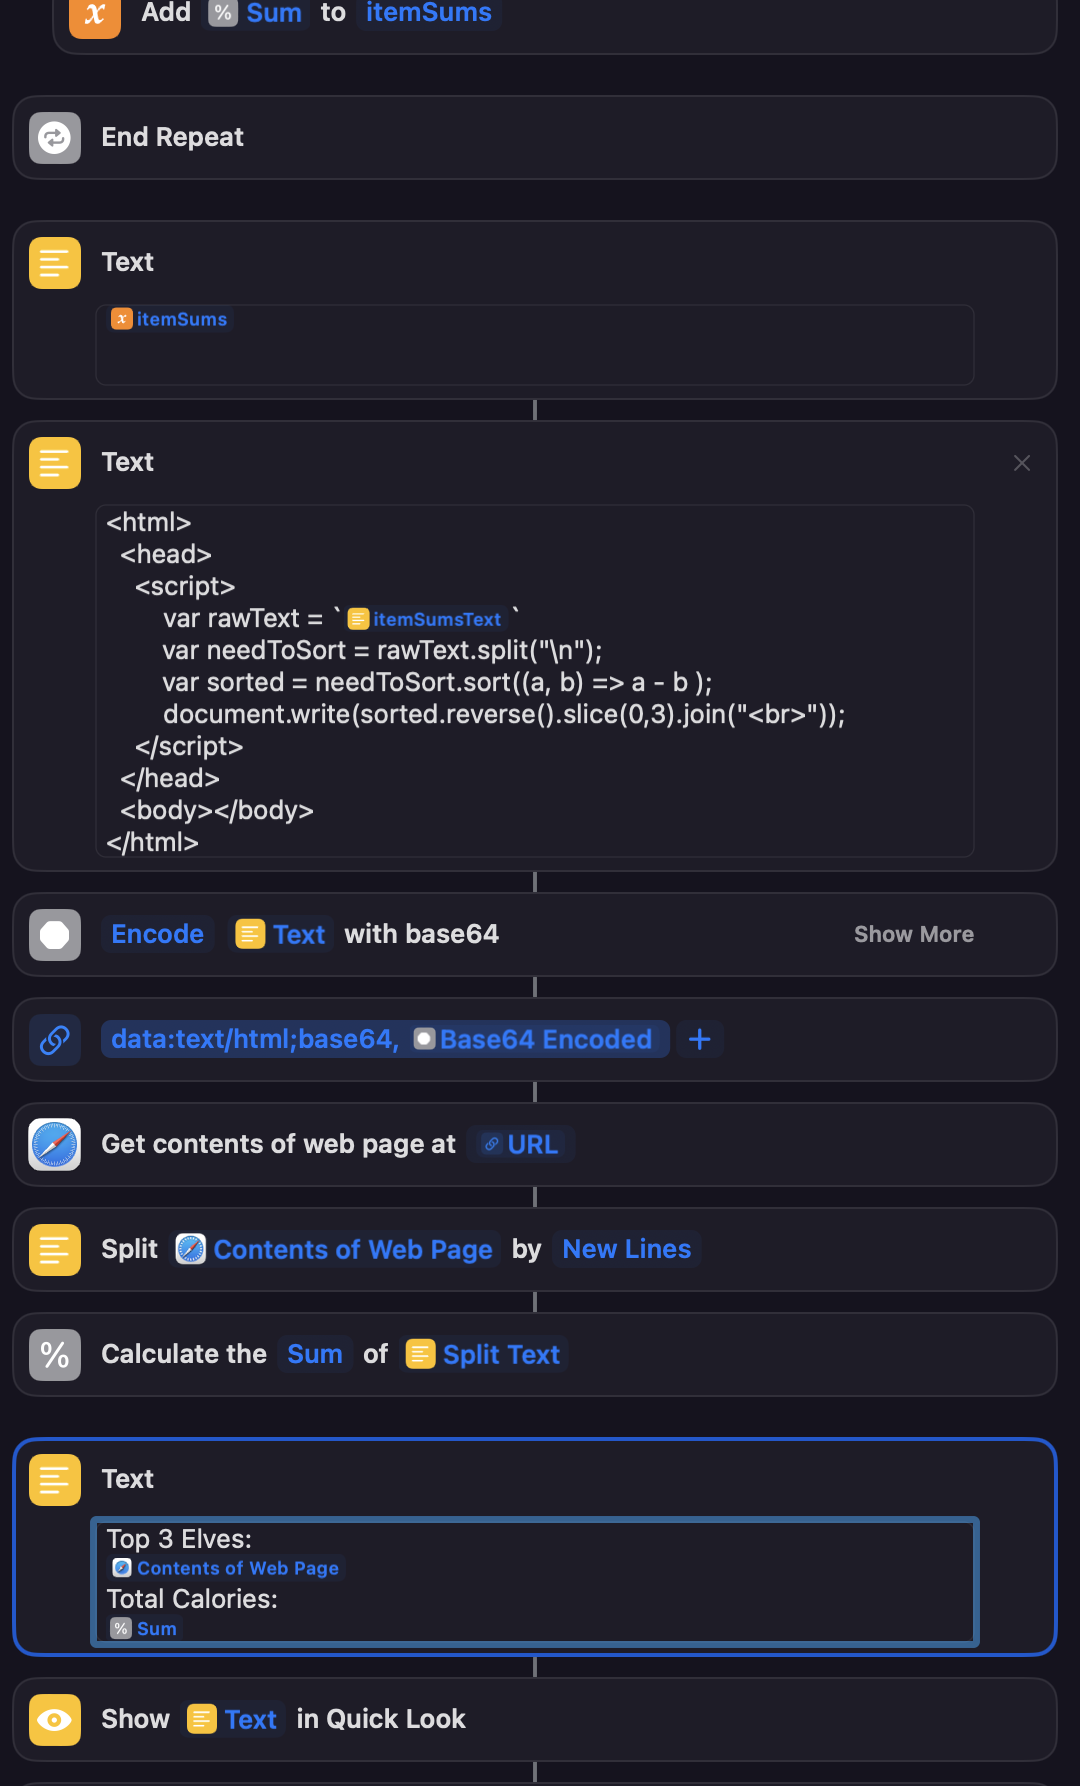 Add % Sum to itemSums
End Repeat
Text
x itemSums
Text
<html>
<head>
<script>
var rawText = ` itemSumsText `
var needToSort = rawText.split("\n");
var sorted = needToSort.sort((a, b) => a - b );
document.write(sorted.reverse().slice(0,3).join("<br>"));
</script>
</head>
<body></body>
</html>
Encode Text with base64 Show More
data:text/html;base64, Base64 Encoded +
Get contents of web page at URL
Split Contents of Web Page by New Lines
% Calculate the Sum of Split Text
Text
Top 3 Elves:
Contents of Web Page
Total Calories:
% Sum
Show Text in Quick Look